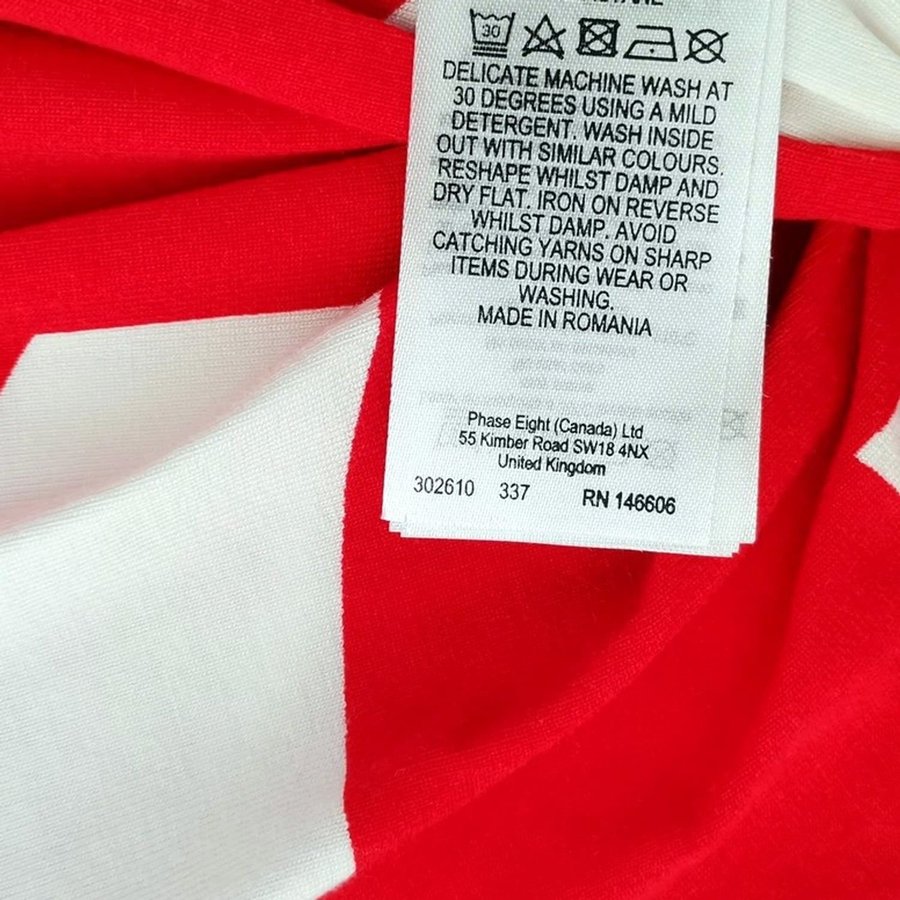 30
DELICATE MACHINE WASH AT
30 DEGREES USING A MILD
DETERGENT. WASH INSIDE
OUT WITH SIMILAR COLOURS.
RESHAPE WHILST DAMP AND
DRY FLAT. IRON ON REVERSE
WHILST DAMP. AVOID
CATCHING YARNS ON SHARP
ITEMS DURING WEAR OR
WASHING.
MADE IN ROMANIA
Phase Eight (Canada) Ltd
55 Kimber Road SW18 4NX
United Kingdom
302610 337 RN 146606